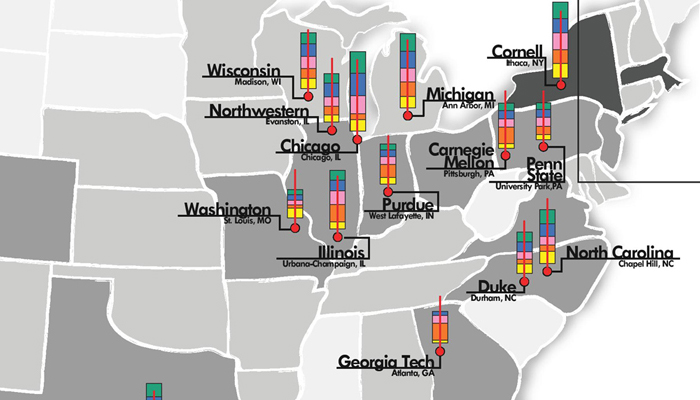 Cornell
Ithaca, NY
Wisconsin
Madison, WI
Michigan
Ann Arbor, MI
Northwestern
Evanston, IL
Chicago
Chicago, IL
Carnegie
Mellon
Pittsburgh, PA
Penn
State
University Park,PA
Purdue
West Lafayette, IN
Washington
St. Louis, MO
Illinois
Urbana-Champaign, IL
North Carolina
Chapel Hill, NC
Duke
Durham, NC
Georgia Tech
Atlanta, GA